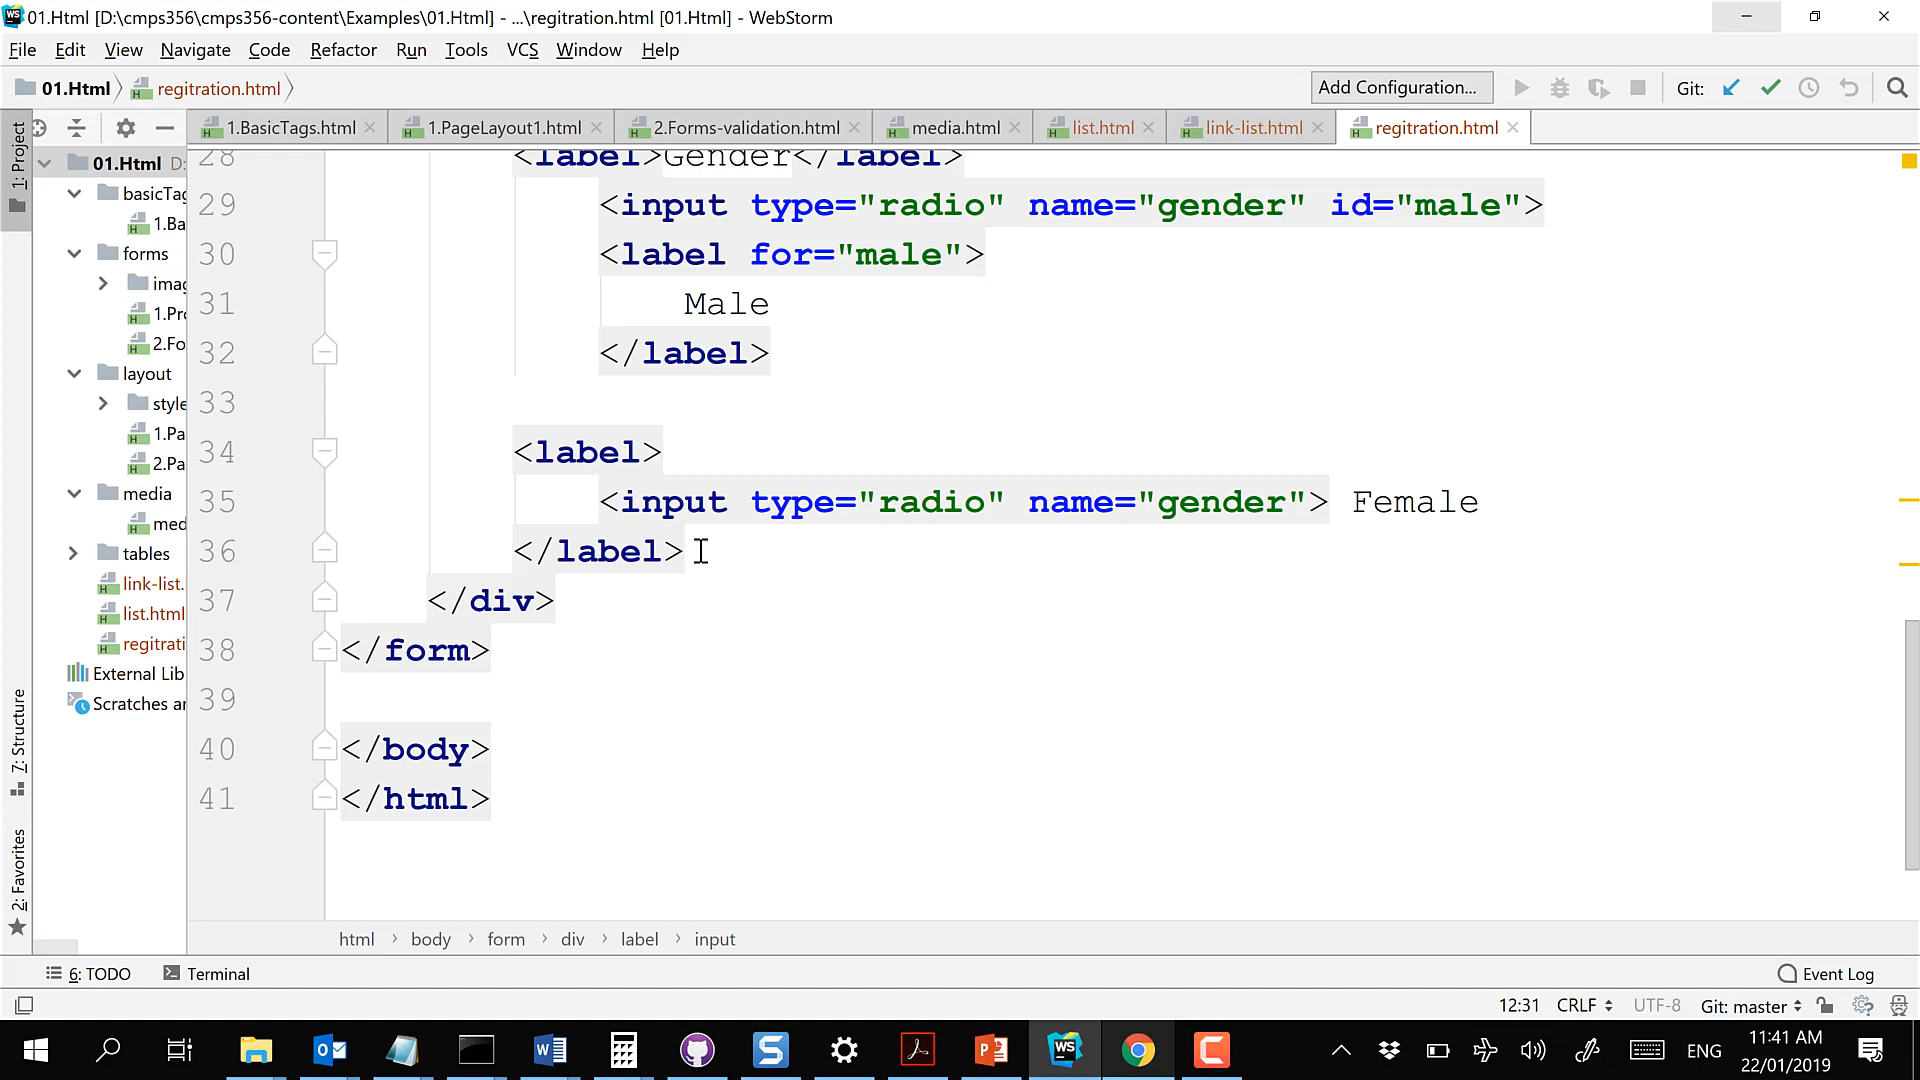 01.Html [D:\cmps356\cmps356-content\Examples\01.Html] - ...\regitration.html [01.Html] - WebStorm
File Edit View Navigate Code Refactor Run Tools VCS Window Help
01.Html regitration.html Add Configuration... Git:
1.BasicTags.html 1.PageLayout1.html 2.Forms-validation.html media.html list.html link-list.html regitration.html
1: Project
7: Structure
2: Favorites
01.Html D:
basicTag
1.Ba
forms
imag
1.Pr
2.Fo
layout
style
1.Pa
2.Pa
media
med
tables
link-list.
list.html
regitrati
External Lib
Scratches a
28 <label>Gender</label>
29 <input type="radio" name="gender" id="male">
30 <label for="male">
31 Male
32 </label>
33
34 <label>
35 <input type="radio" name="gender"> Female
36 </label>
37 </div>
38 </form>
39
40 </body>
41 </html>
html body form div label input
6: TODO Terminal Event Log
12:31 CRLF UTF-8 Git: master
ENG 11:41 AM
22/01/2019